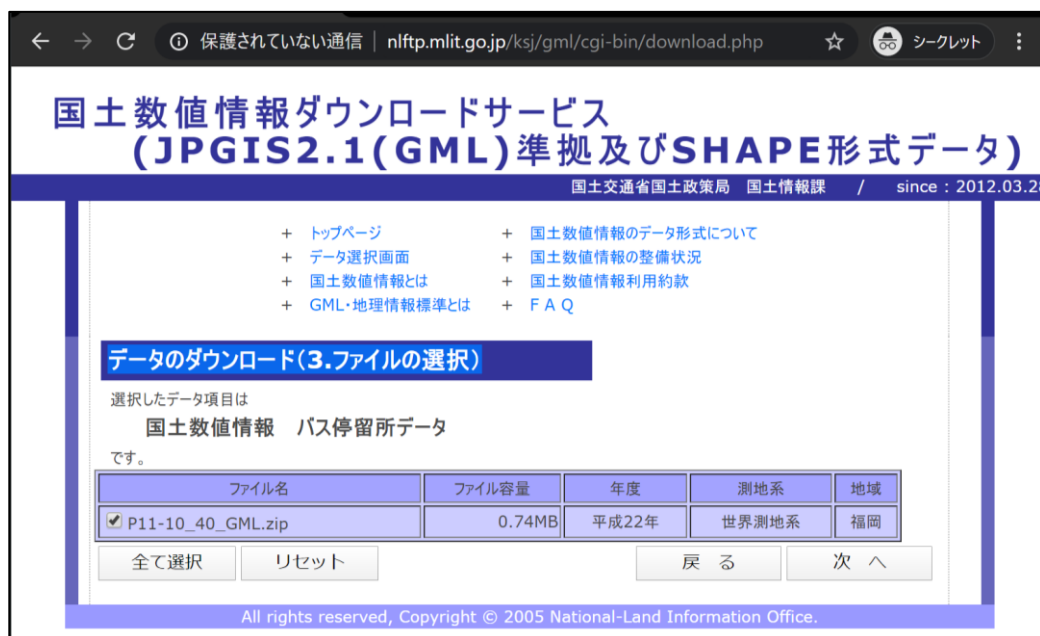 保護されていない通信 | nlftp.mlit.go.jp/ksj/gml/cgi-bin/download.php シークレット
国土数値情報ダウンロードサービス
(JPGIS2.1(GML)準拠及びSHAPE形式データ)
国土交通省国土政策局 国土情報課 / since : 2012.03.28
+ トップページ + 国土数値情報のデータ形式について
+ データ選択画面 + 国土数値情報の整備状況
+ 国土数値情報とは + 国土数値情報利用約款
+ GML・地理情報標準とは + F A Q
データのダウンロード(3.ファイルの選択)
選択したデータ項目は
国土数値情報 バス停留所データ
です。
ファイル名 ファイル容量 年度 測地系 地域
P11-10_40_GML.zip 0.74MB 平成22年 世界測地系 福岡
全て選択 リセット 戻 る 次 へ
All rights reserved, Copyright © 2005 National-Land Information Office.